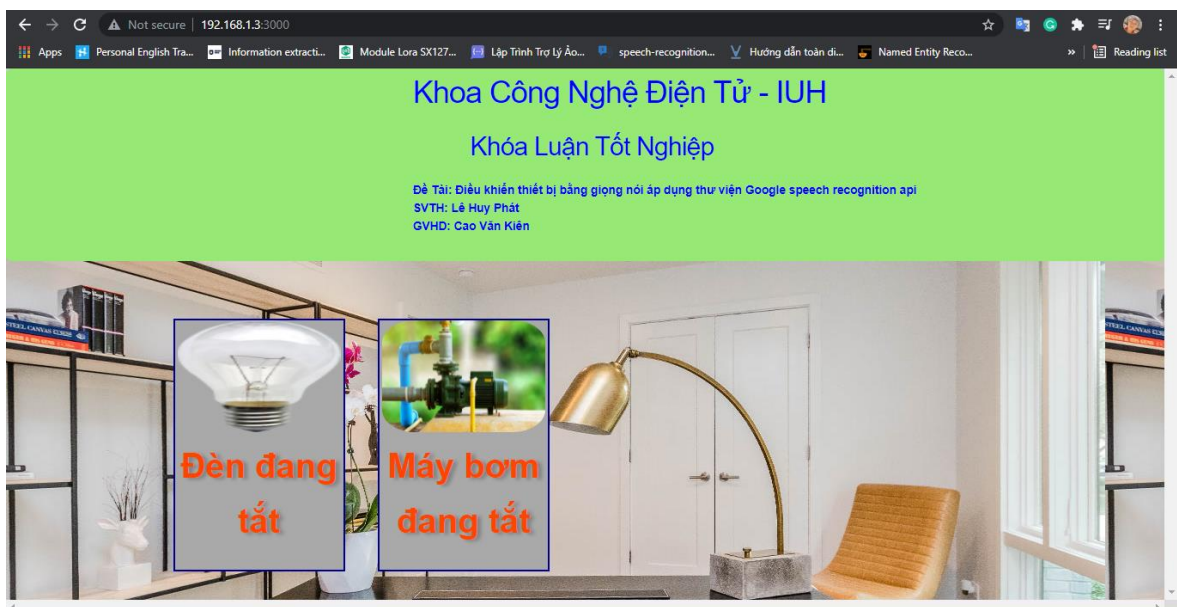 Not secure | 192.168.1.3:3000
Apps Personal English Tra... Information extracti... Module Lora SX127... Lập Trình Trợ Lý Ảo... speech-recognition... Hướng dẫn toàn di... Named Entity Reco... » Reading list
Khoa Công Nghệ Điện Tử - IUH
Khóa Luận Tốt Nghiệp
Đề Tài: Điều khiển thiết bị bằng giọng nói áp dụng thư viện Google speech recognition api
SVTH: Lê Huy Phát
GVHD: Cao Văn Kiên
Đèn đang
tắt
Máy bơm
đang tắt